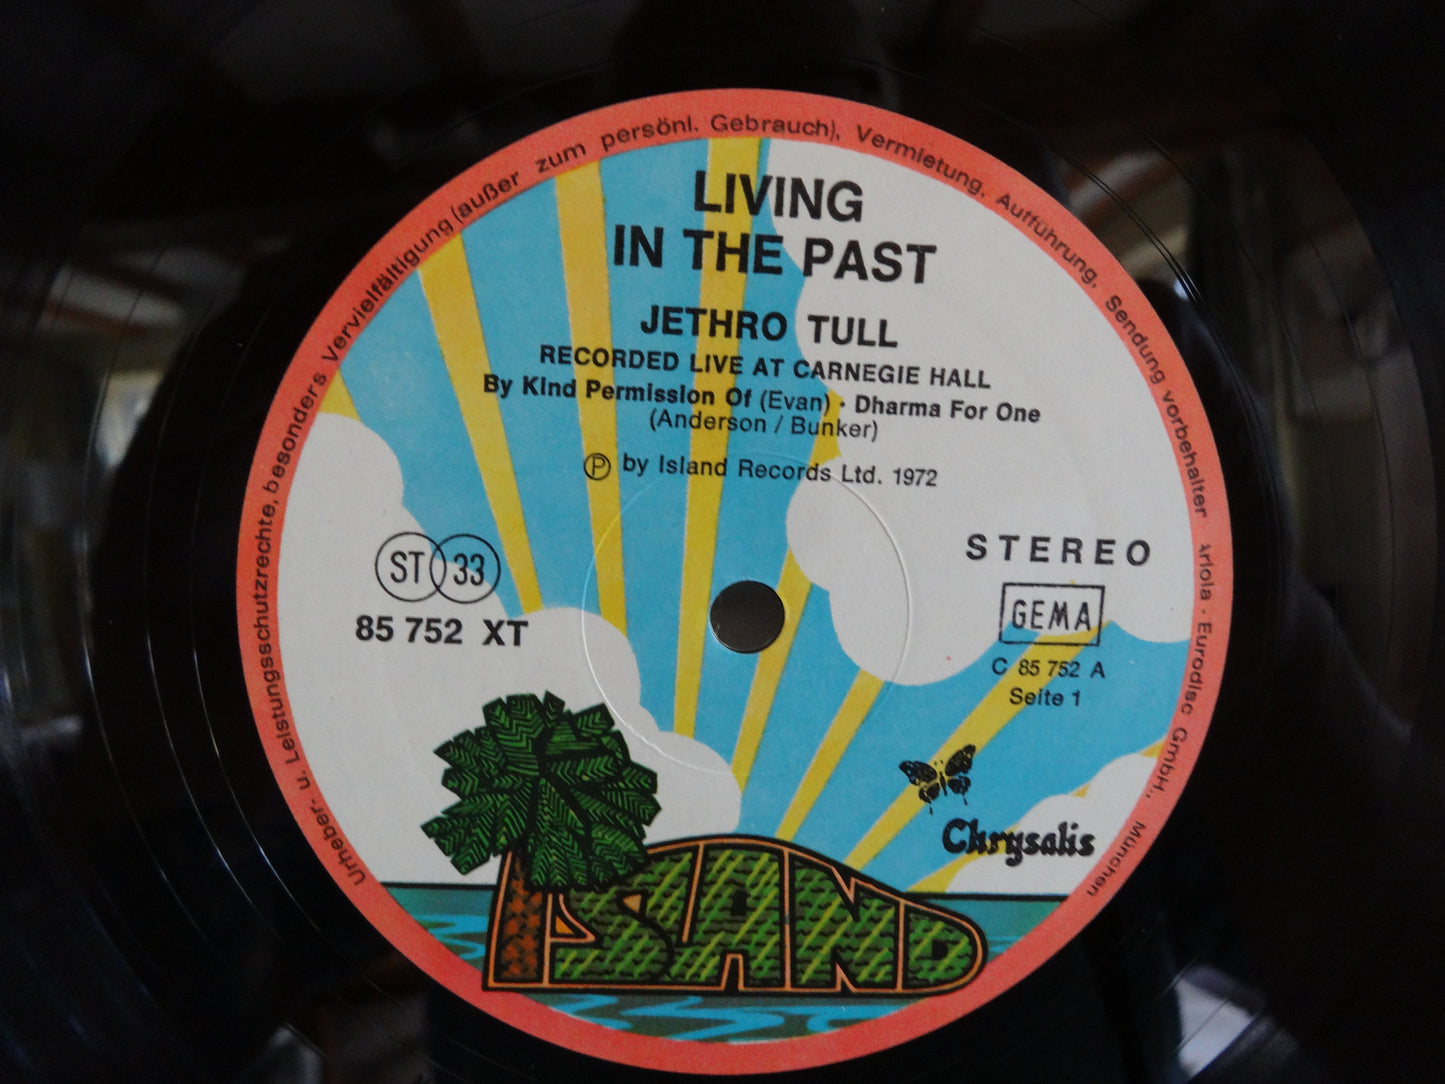 Urheber. u. Leistungsschutzrechte, besonders Vervielfältigung (außer zum persönl. Gebrauch), Vermietung, Aufführung, Sendung vorbehalten Ariola · Eurodisc GmbH., München
LIVING
IN THE PAST
JETHRO TULL
RECORDED LIVE AT CARNEGIE HALL
By Kind Permission Of (Evan) · Dharma For One
(Anderson / Bunker)
Ⓟ by Island Records Ltd. 1972
ST 33
85 752 XT
STEREO
GEMA
C 85 752 A
Seite 1
Chrysalis
ISLAND